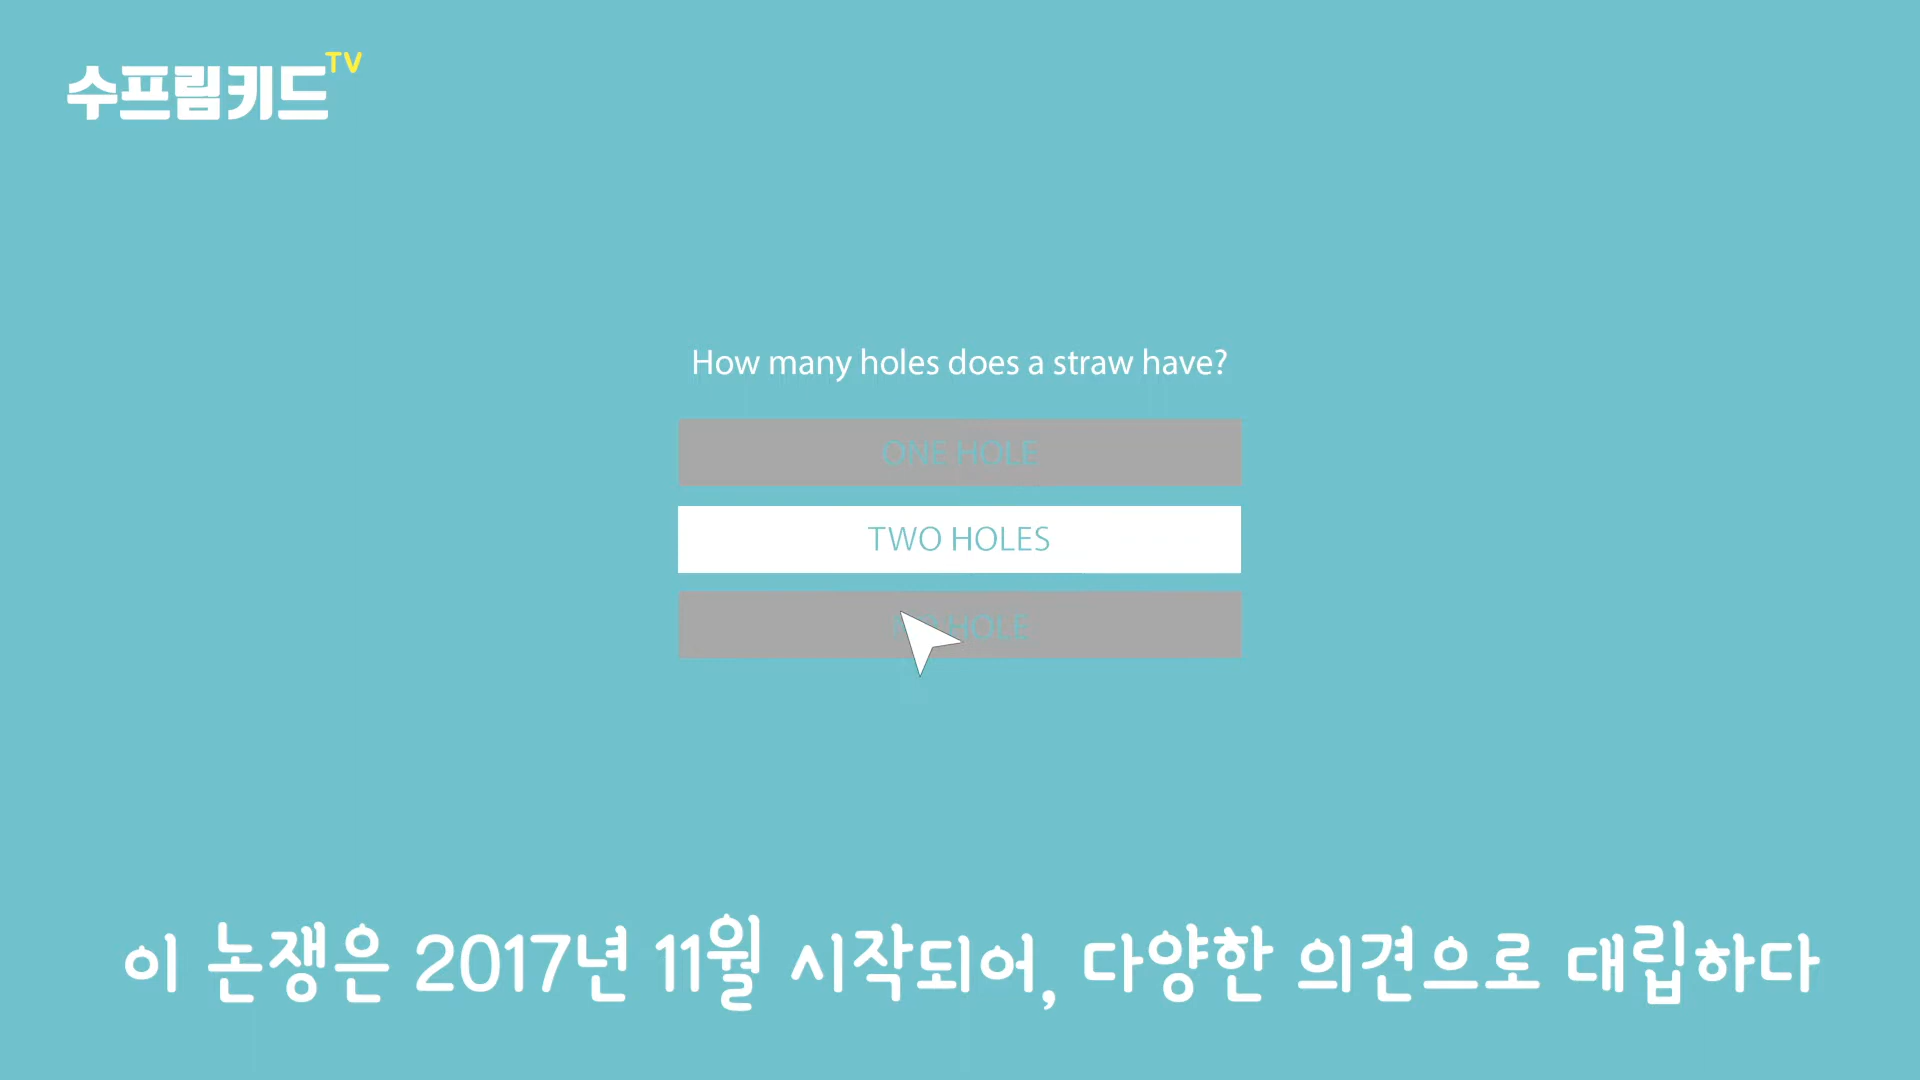 수프림키드TV
How many holes does a straw have?
ONE HOLE
TWO HOLES
HOLE
이 논쟁은 2017년 11월 시작되어, 다양한 의견으로 대립하다